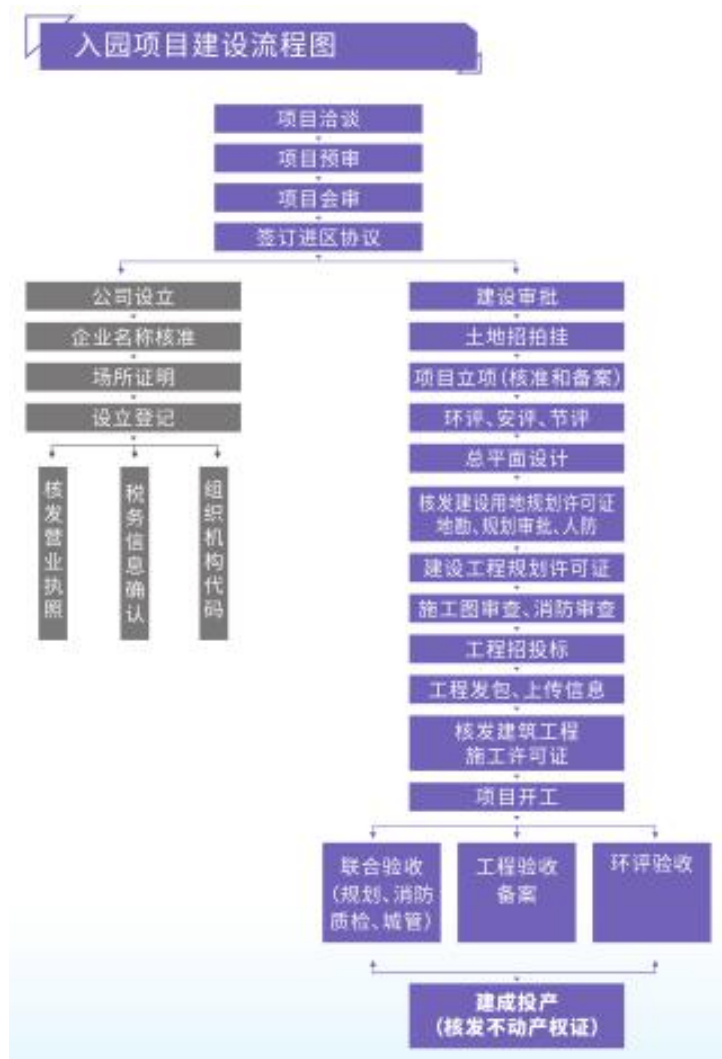 入园项目建设流程图
项目洽谈
项目预审
项目会审
签订进区协议
公司设立
企业名称核准
场所证明
设立登记
核发营业执照
税务信息确认
组织机构代码
建设审批
土地招拍挂
项目立项(核准和备案)
环评、安评、节评
总平面设计
核发建设用地规划许可证
地勘、规划审批、人防
建设工程规划许可证
施工图审查、消防审查
工程招投标
工程发包、上传信息
核发建筑工程
施工许可证
项目开工
联合验收
(规划、消防
质检、城管)
工程验收
备案
环评验收
建成投产
(核发不动产权证)